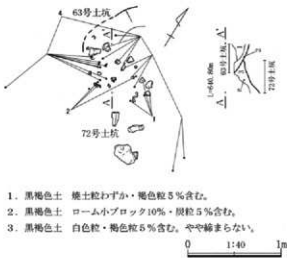 63号土坑
4
A
A'
2
1
A
72号土坑
L=640.80m
A
63号土坑
A'
72号土坑
1. 黒褐色土 焼土粒わずか・褐色粒5%含む。
2. 黒褐色土 ローム小ブロック10%・炭粒5%含む。
3. 黒褐色土 白色粒・褐色粒5%含む。やや締まらない。
0 1:40 1m